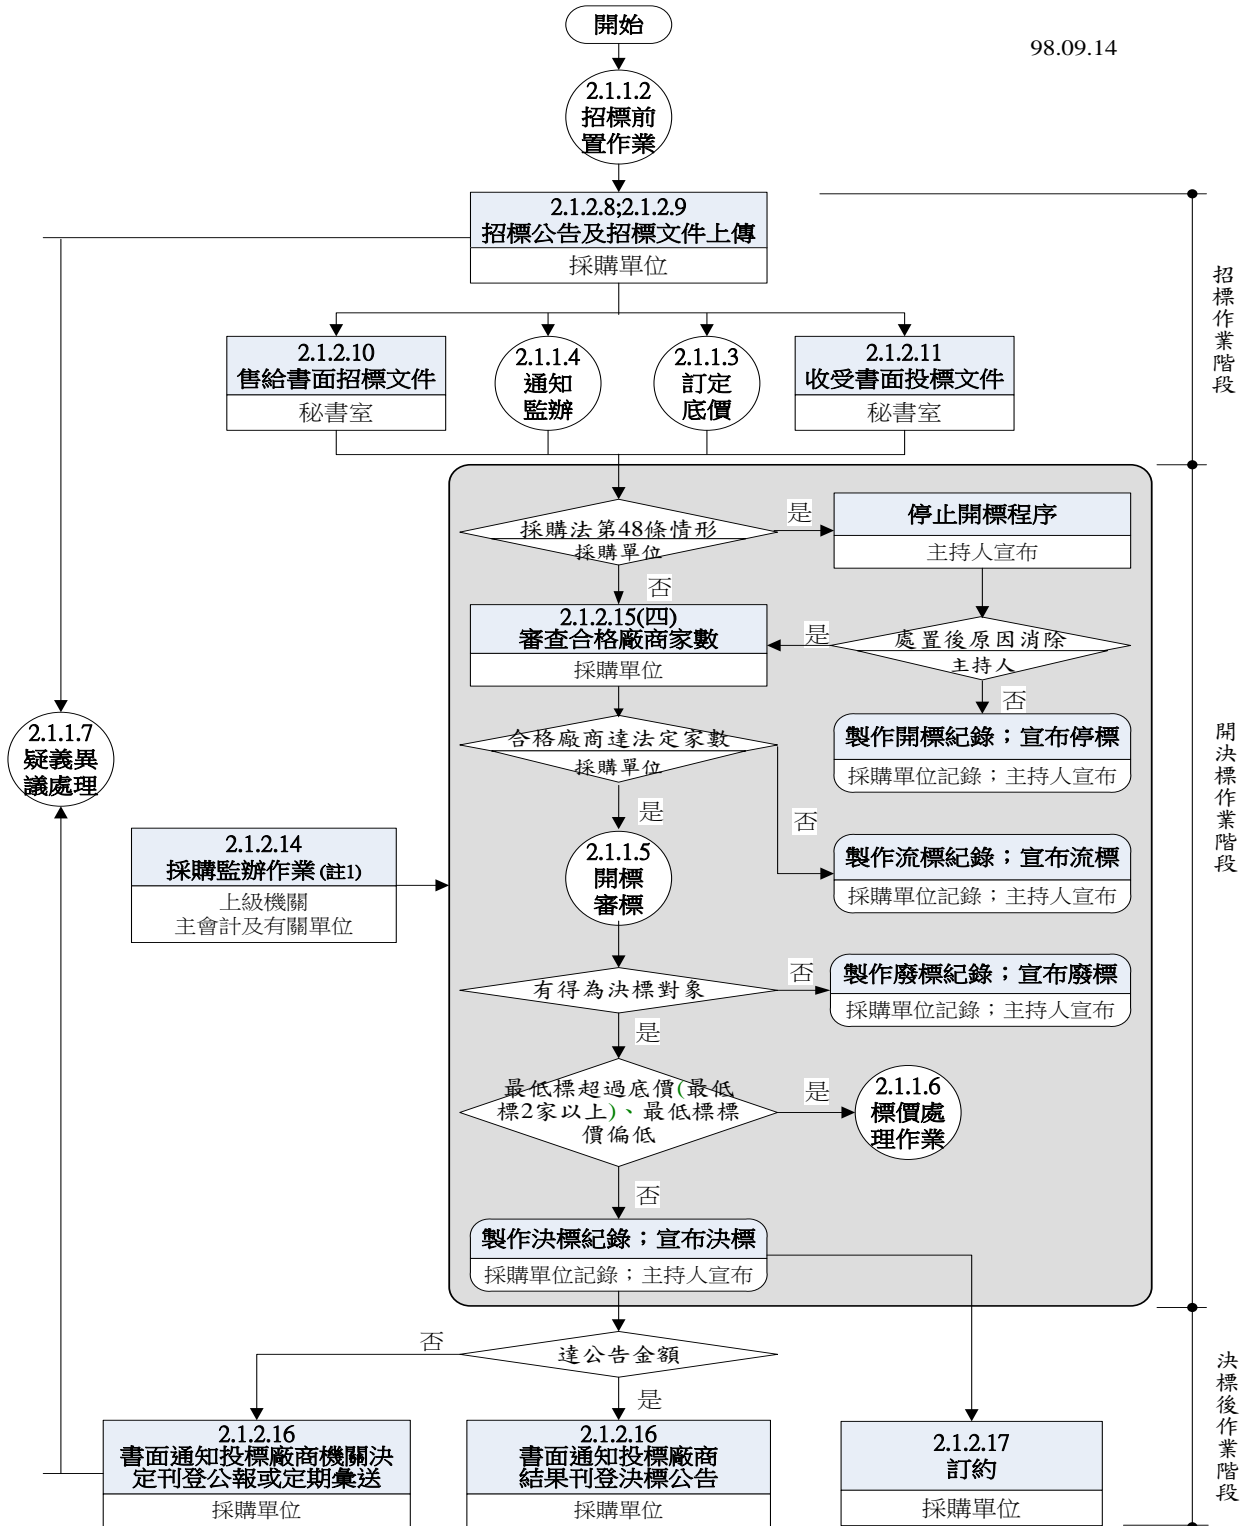 開始
98.09.14
2.1.1.2
招標前
置作業
2.1.2.8;2.1.2.9
招標公告及招標文件上傳
採購單位
招標作業階段
2.1.2.10
售給書面招標文件
秘書室
2.1.1.4
通知
監辦
2.1.1.3
訂定
底價
2.1.2.11
收受書面投標文件
秘書室
採購法第48條情形
採購單位
是
停止開標程序
主持人宣布
否
2.1.2.15(四)
審查合格廠商家數
採購單位
是
處置後原因消除
主持人
否
2.1.1.7
疑義異
議處理
合格廠商達法定家數
採購單位
製作開標紀錄；宣布停標
採購單位記錄；主持人宣布
開決標作業階段
是
否
2.1.2.14
採購監辦作業(註1)
上級機關
主會計及有關單位
2.1.1.5
開標
審標
製作流標紀錄；宣布流標
採購單位記錄；主持人宣布
有得為決標對象
否
製作廢標紀錄；宣布廢標
採購單位記錄；主持人宣布
是
最低標超過底價(最低
標2家以上)、最低標標
價偏低
是
2.1.1.6
標價處
理作業
否
製作決標紀錄；宣布決標
採購單位記錄；主持人宣布
達公告金額
否
是
決標後作業階段
2.1.2.16
書面通知投標廠商機關決
定刊登公報或定期彙送
採購單位
2.1.2.16
書面通知投標廠商
結果刊登決標公告
採購單位
2.1.2.17
訂約
採購單位